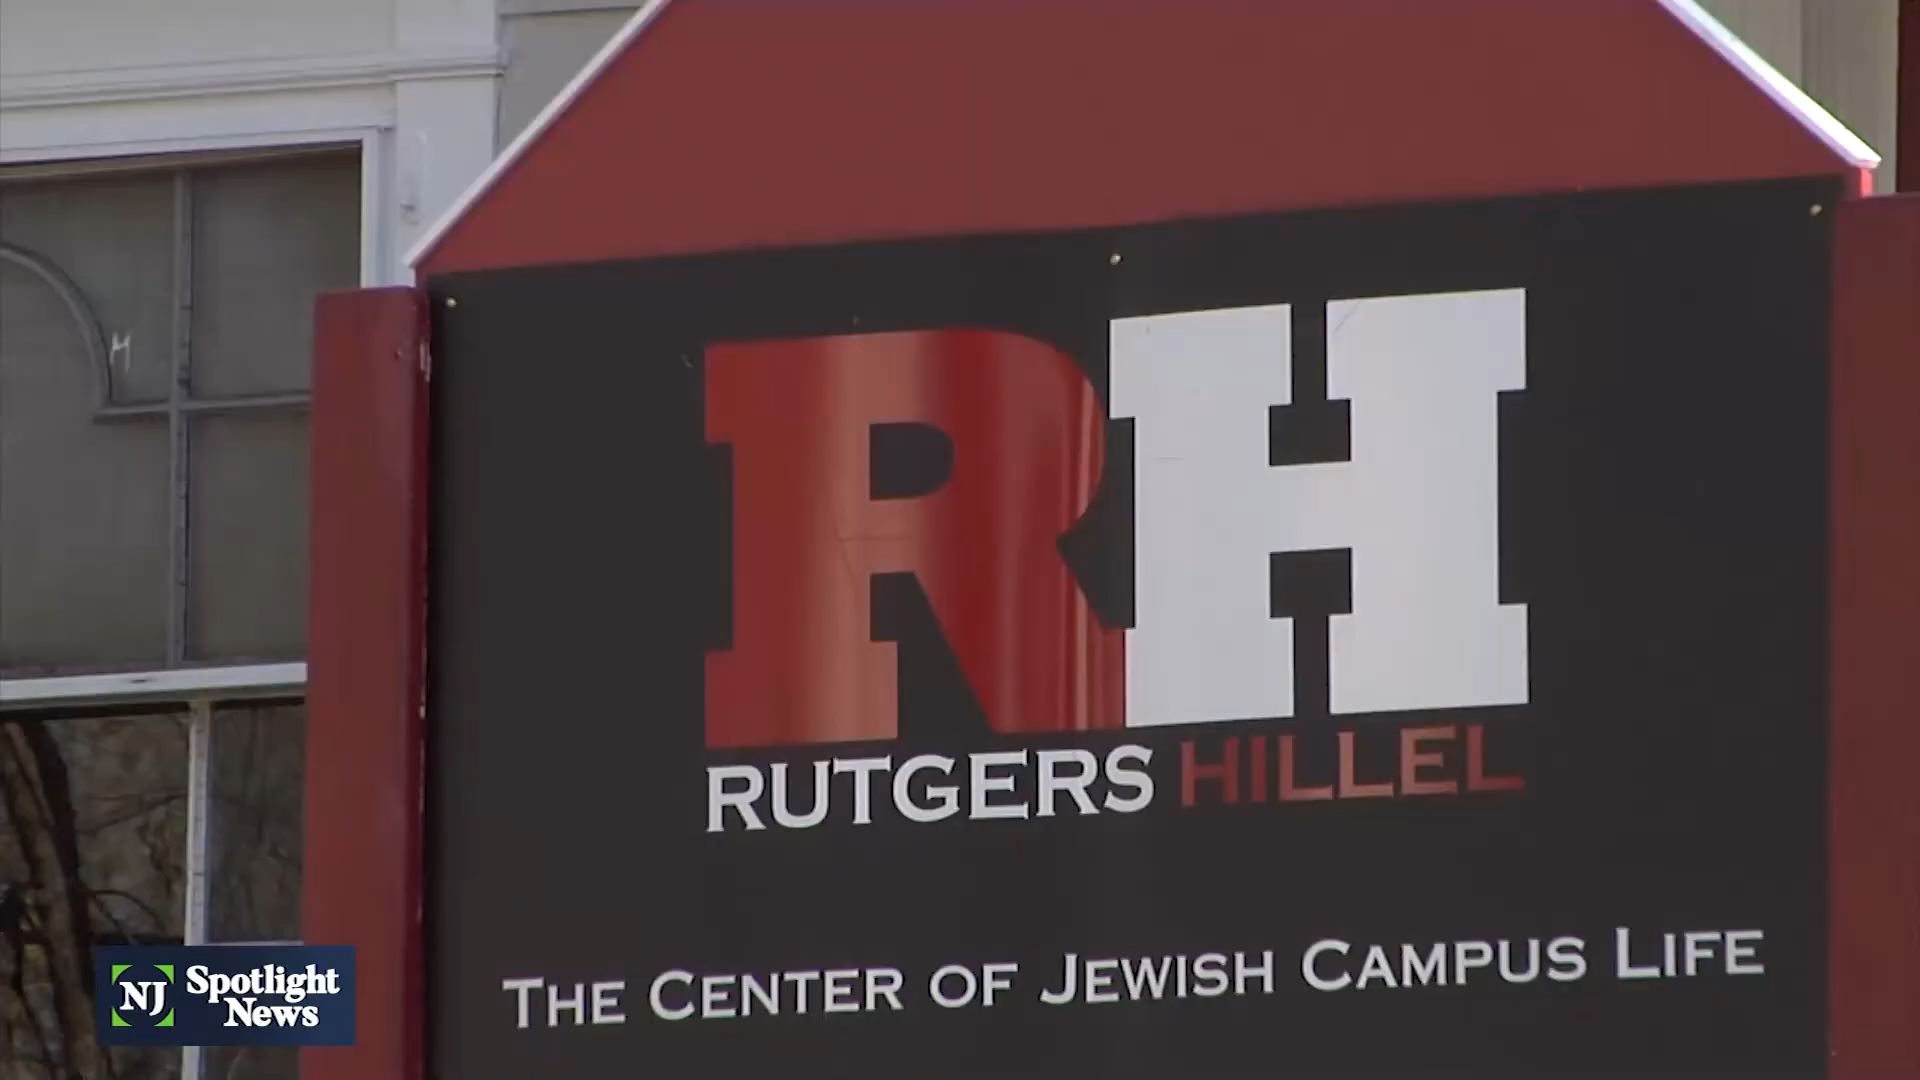 RH
RUTGERS HILLEL
THE CENTER OF JEWISH CAMPUS LIFE
NJ Spotlight
News